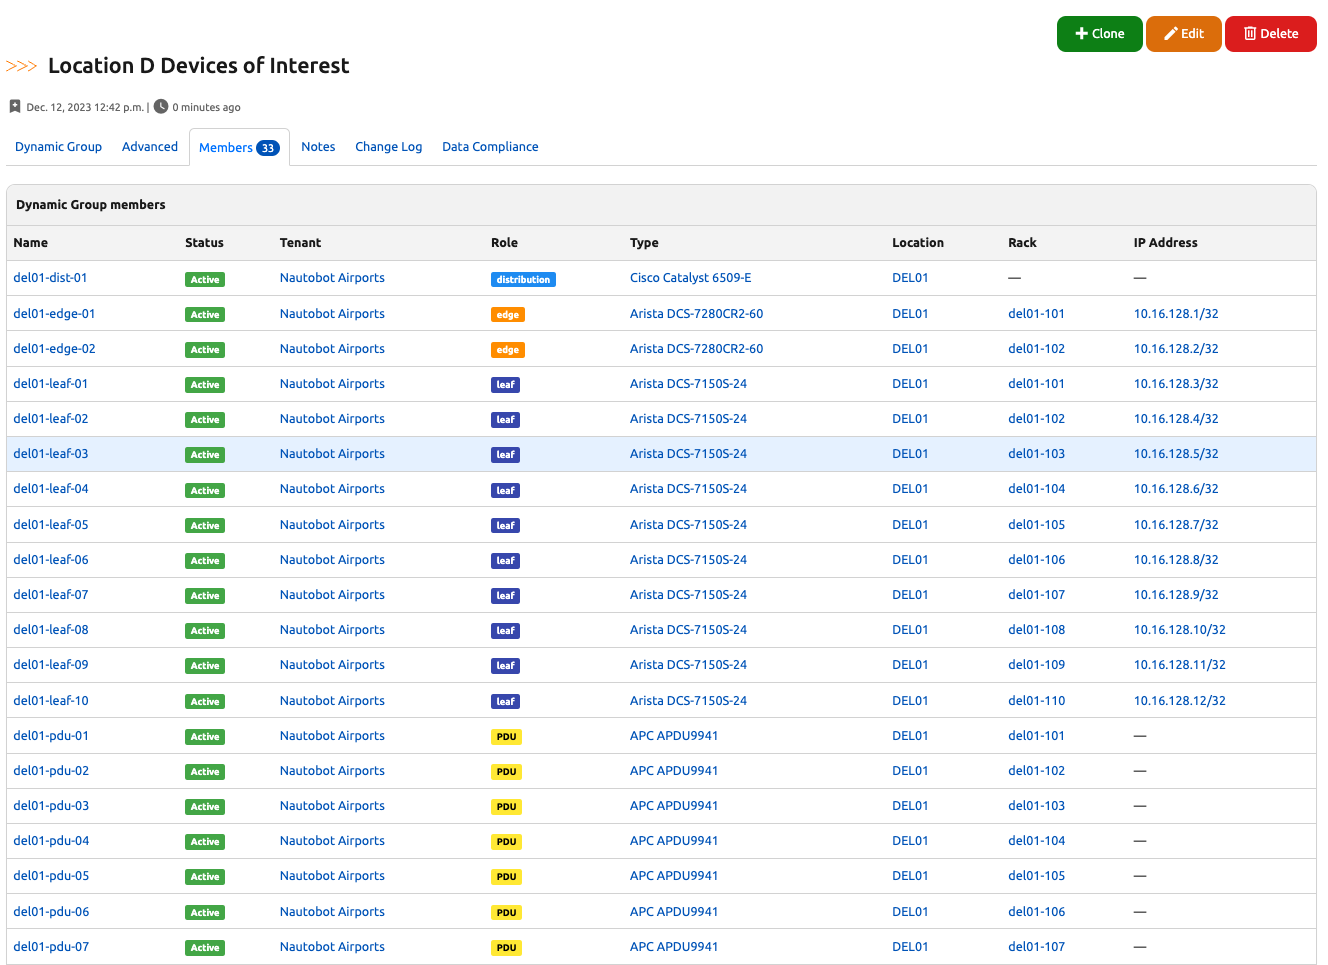 Clone Edit Delete
>>> Location D Devices of Interest
Dec. 12, 2023 12:42 p.m. | 0 minutes ago
Dynamic Group Advanced Members 33 Notes Change Log Data Compliance
Dynamic Group members
Name Status Tenant Role Type Location Rack IP Address
del01-dist-01 Active Nautobot Airports distribution Cisco Catalyst 6509-E DEL01 — —
del01-edge-01 Active Nautobot Airports edge Arista DCS-7280CR2-60 DEL01 del01-101 10.16.128.1/32
del01-edge-02 Active Nautobot Airports edge Arista DCS-7280CR2-60 DEL01 del01-102 10.16.128.2/32
del01-leaf-01 Active Nautobot Airports leaf Arista DCS-7150S-24 DEL01 del01-101 10.16.128.3/32
del01-leaf-02 Active Nautobot Airports leaf Arista DCS-7150S-24 DEL01 del01-102 10.16.128.4/32
del01-leaf-03 Active Nautobot Airports leaf Arista DCS-7150S-24 DEL01 del01-103 10.16.128.5/32
del01-leaf-04 Active Nautobot Airports leaf Arista DCS-7150S-24 DEL01 del01-104 10.16.128.6/32
del01-leaf-05 Active Nautobot Airports leaf Arista DCS-7150S-24 DEL01 del01-105 10.16.128.7/32
del01-leaf-06 Active Nautobot Airports leaf Arista DCS-7150S-24 DEL01 del01-106 10.16.128.8/32
del01-leaf-07 Active Nautobot Airports leaf Arista DCS-7150S-24 DEL01 del01-107 10.16.128.9/32
del01-leaf-08 Active Nautobot Airports leaf Arista DCS-7150S-24 DEL01 del01-108 10.16.128.10/32
del01-leaf-09 Active Nautobot Airports leaf Arista DCS-7150S-24 DEL01 del01-109 10.16.128.11/32
del01-leaf-10 Active Nautobot Airports leaf Arista DCS-7150S-24 DEL01 del01-110 10.16.128.12/32
del01-pdu-01 Active Nautobot Airports PDU APC APDU9941 DEL01 del01-101 —
del01-pdu-02 Active Nautobot Airports PDU APC APDU9941 DEL01 del01-102 —
del01-pdu-03 Active Nautobot Airports PDU APC APDU9941 DEL01 del01-103 —
del01-pdu-04 Active Nautobot Airports PDU APC APDU9941 DEL01 del01-104 —
del01-pdu-05 Active Nautobot Airports PDU APC APDU9941 DEL01 del01-105 —
del01-pdu-06 Active Nautobot Airports PDU APC APDU9941 DEL01 del01-106 —
del01-pdu-07 Active Nautobot Airports PDU APC APDU9941 DEL01 del01-107 —